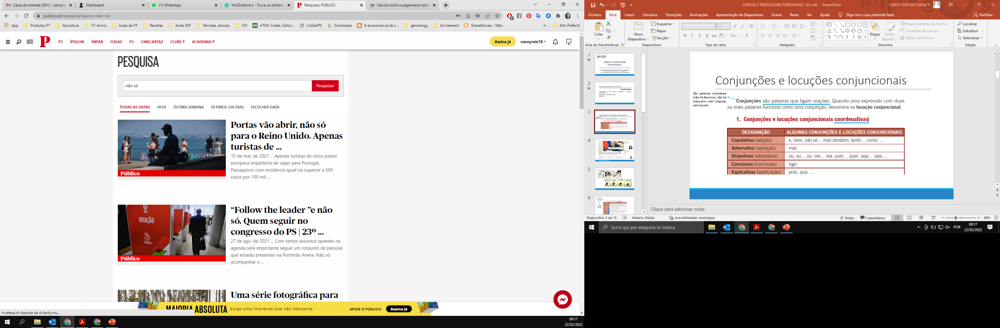 Caixa de entrada (261) - nancyre
Dashboard
(1) WhatsApp
MioDottore.it - Trova un dottore
Pesquisa | PÚBLICO
Calcolo bollo e pagamento bollo
publico.pt/pesquisa?query=não+só
App
Produtos PT
Apicultura
TV shows
Aulas de PT
Receitas
Aulas ESP
Revistas, ebooks
DIY
HTML Codes, Editor...
CoGeAPS
Goodreads
A economia cá de c...
geneology
bnl telerent
ShareMovies - Wat...
»
Altri Preferiti
P
P2
ÍPSILON
ÍMPAR
FUGAS
P3
CINECARTAZ
CLUBE P
ACADEMIA P
Assine já
nancyreis18
PESQUISA
não só
Pesquisar
TODAS AS DATAS
HOJE
ÚLTIMA SEMANA
ÚLTIMOS 120 DIAS
ESCOLHER DATA
Portas vão abrir, não só
para o Reino Unido. Apenas
turistas de ...
15 de mai. de 2021 ... Apenas turistas de cinco países
europeus impedidos de viajar para Portugal.
Passageiros com incidência igual ou superior a 500
casos por 100 mil ...
Público
“Follow the leader ”e não
só. Quem seguir no
congresso do PS | 23º ...
27 de ago. de 2021 ... Com tantos assuntos quentes na
agenda será importante seguir um conjunto de pessoas
que estarão presentes na Portimão Arena. Não só
acompanhar o ...
PS
VOTAÇÃO
Público
Uma série fotográfica para
MAIORIA ABSOLUTA
Exige uma imprensa que não descansa
APOIE O PÚBLICO
Assine já
In attesa di risposta da d.clarity.ms...
09:17
22/02/2022
LINGUA E TRADUZIONE PORTOGHESE I 45 e 46 - PowerPoint
LEMOS DOS REIS NANCY
Ficheiro
Base
Inserir
Estrutura
Transições
Animações
Apresentação de Diapositivos
Gravar
Rever
Ver
Ajuda
Diga-me o que pretende fazer
Partilhar
Colar
Área de Transferência
Novo
Diapositivo
Esquema
Repor
Secção
Diapositivos
18
N I S S abc AV Aa A
Tipo de Letra
Parágrafo
Dispor
Estilos
Rápidos
Preenchimento da Forma
Contorno da Forma
Efeitos de Forma
Desenho
Localizar
Substituir
Selecionar
Edição
1
LINGUA E TRADUZIONE
PORTOGHESE I
2
Sumário da aula nº45 e nº46
3
Conjunções e locuções conjuncionais
4
5
6
Conjunções e locuções conjuncionais
São palavras invariáveis
(não há feminino, não há
masculino nem singular,
nem plural)
Conjunções são palavras que ligam orações. Quando uma expressão com duas
ou mais palavras funciona como uma conjunção, denomina-se locução conjuncional.
1. Conjunções e locuções conjuncionais coordenativas
DESIGNAÇÃO
ALGUMAS CONJUNÇÕES E LOCUÇÕES CONJUNCIONAIS
Copulativas (adição)
e, nem, não só... mas também, tanto... como, ...
Adversativa (oposição)
mas
Disjuntivas (alternativa)
ou, ou... ou, ora... ora, quer... quer, seja... seja, ...
Conclusiva (conclusão)
logo
Explicativas (explicação)
pois, que, ...
Clique para adicionar notas
Diapositivo 3 de 15
Italiano (Itália)
Acessibilidade: investigue
Notas
Comentários
68%
Scrivi qui per eseguire la ricerca
POR
09:17
22/02/2022